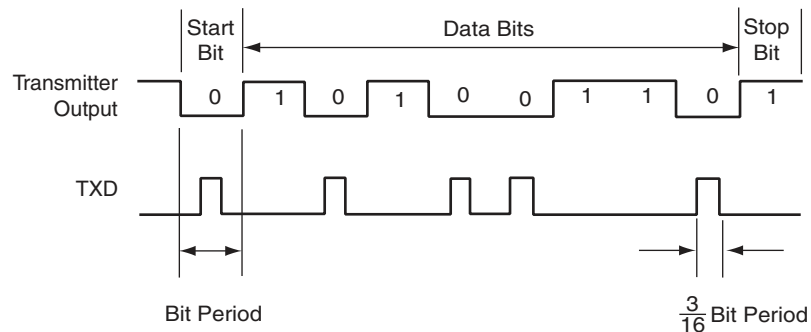 Start Bit
Data Bits
Stop Bit
Transmitter Output
0 1 0 1 0 0 1 1 0 1
TXD
Bit Period
3/16 Bit Period